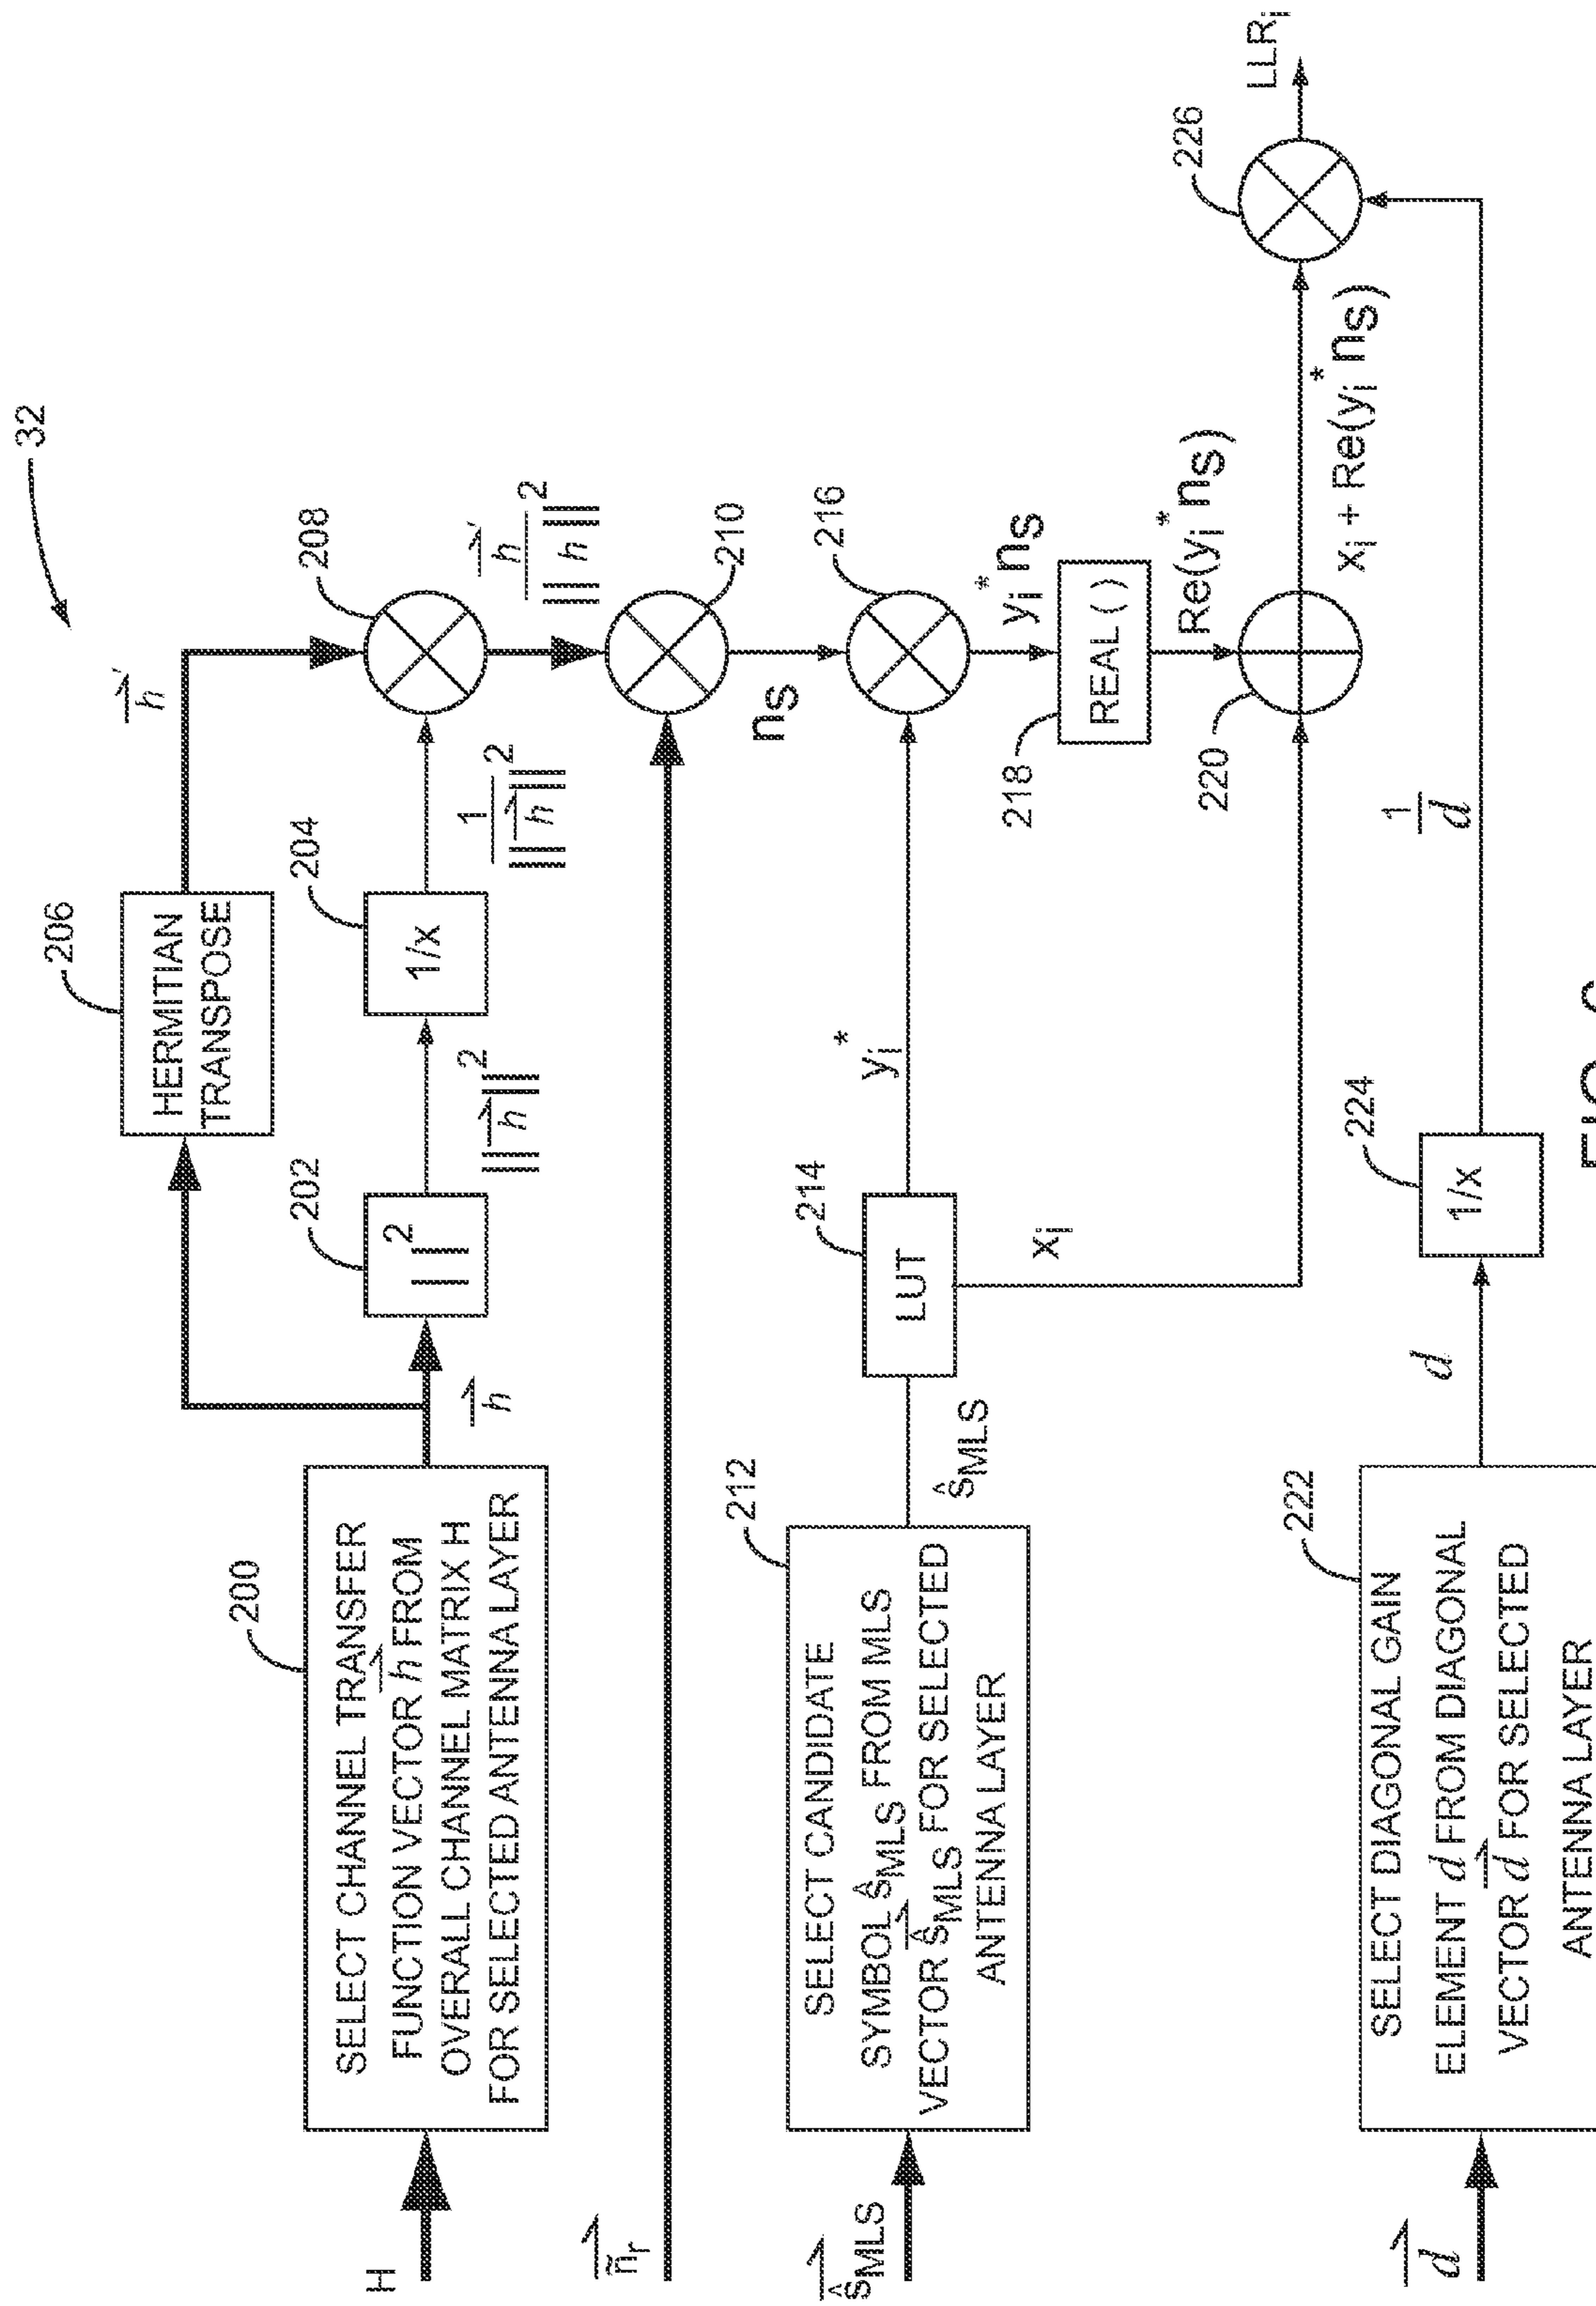 32
206
HERMITIAN
TRANSPOSE
h⃗′
200
SELECT CHANNEL TRANSFER
FUNCTION VECTOR h⃗ FROM
OVERALL CHANNEL MATRIX H
FOR SELECTED ANTENNA LAYER
H
h⃗
202
|| ²
‖h⃗‖²
204
1/x
1/‖h⃗‖²
208
h⃗′/‖h‖²
ñ⃗r
210
nS
212
SELECT CANDIDATE
SYMBOL ŝMLS FROM MLS
VECTOR ŝ⃗MLS FOR SELECTED
ANTENNA LAYER
ŝ⃗MLS
ŝMLS
214
LUT
yi*
xi
216
yi* nS
218
REAL ( )
Re(yi* nS)
220
xi + Re(yi* nS)
226
LLRi
222
SELECT DIAGONAL GAIN
ELEMENT d FROM DIAGONAL
VECTOR d⃗ FOR SELECTED
ANTENNA LAYER
d⃗
d
224
1/x
1/d